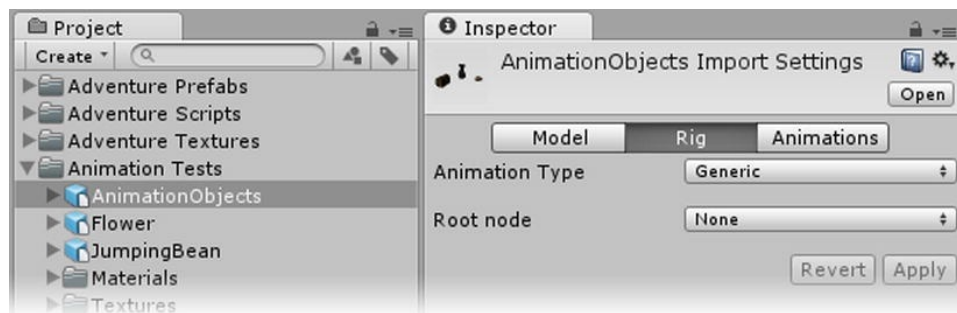 Project
Create
Adventure Prefabs
Adventure Scripts
Adventure Textures
Animation Tests
AnimationObjects
Flower
JumpingBean
Materials
Textures
Inspector
AnimationObjects Import Settings
Open
Model Rig Animations
Animation Type Generic
Root node None
Revert Apply